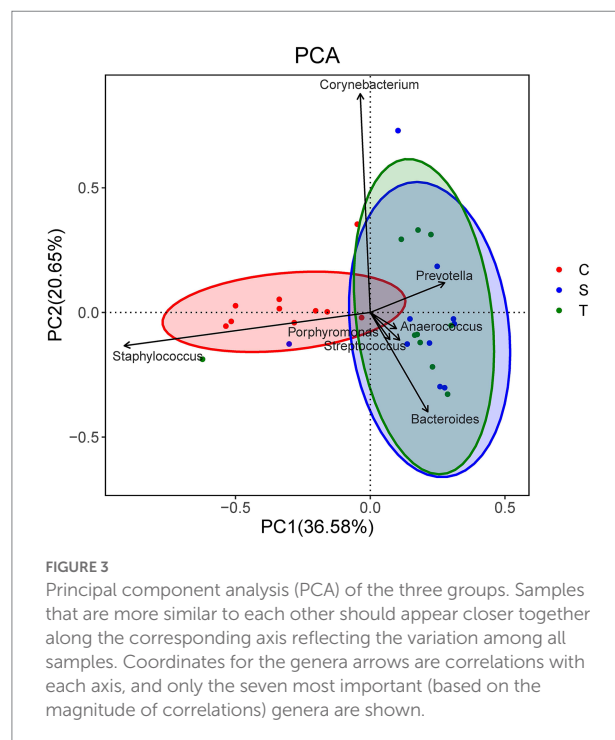 PCA
Corynebacterium
0.5
Prevotella
C
S
T
PC2(20.65%)
0.0
Anaerococcus
Porphyromonas
Streptococcus
Staphylococcus
Bacteroides
−0.5
−0.5
0.0
0.5
PC1(36.58%)
FIGURE 3
Principal component analysis (PCA) of the three groups. Samples
that are more similar to each other should appear closer together
along the corresponding axis reflecting the variation among all
samples. Coordinates for the genera arrows are correlations with
each axis, and only the seven most important (based on the
magnitude of correlations) genera are shown.